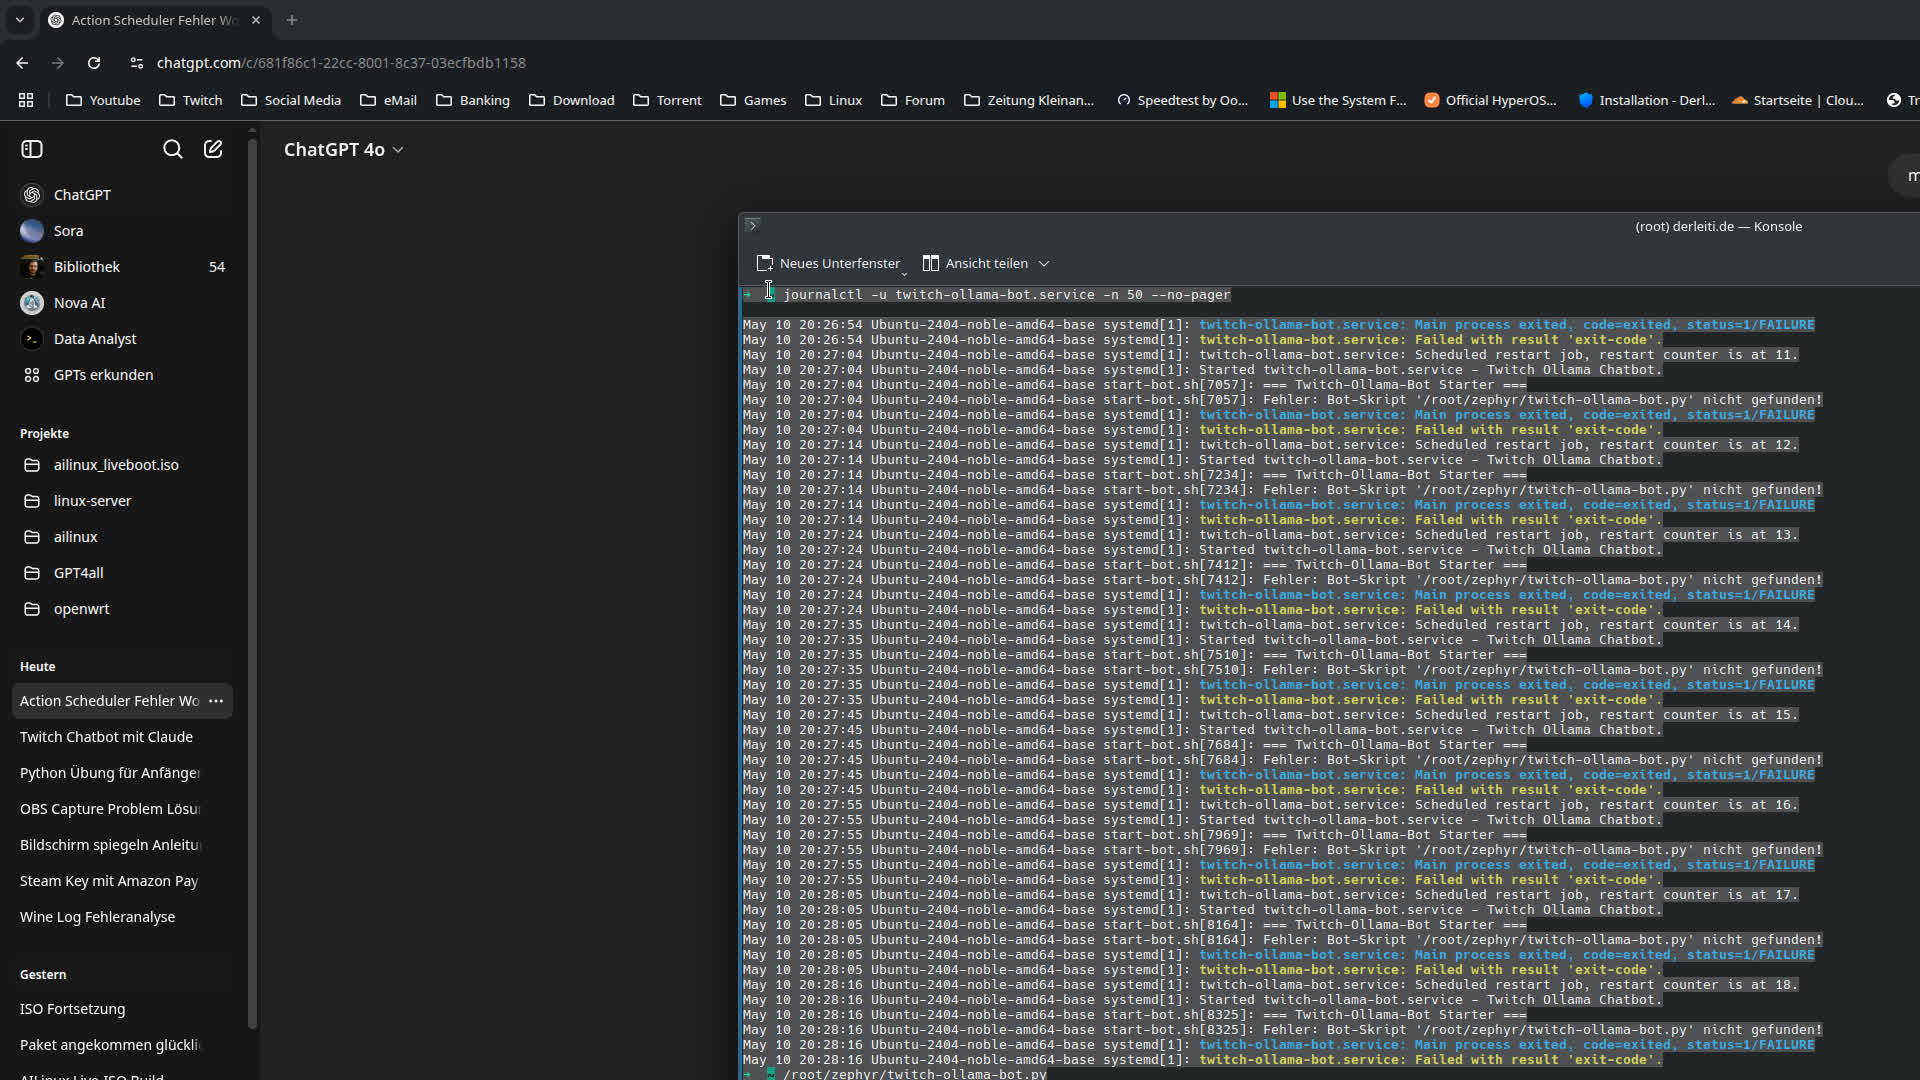 Action Scheduler Fehler Wo
chatgpt.com/c/681f86c1-22cc-8001-8c37-03ecfbdb1158
Youtube Twitch Social Media eMail Banking Download Torrent Games Linux Forum Zeitung Kleinan... Speedtest by Oo... Use the System F... Official HyperOS... Installation - Derl... Startseite | Clou... Tr
ChatGPT 4o
ChatGPT
Sora
Bibliothek 54
Nova AI
Data Analyst
GPTs erkunden
Projekte
ailinux_liveboot.iso
linux-server
ailinux
GPT4all
openwrt
Heute
Action Scheduler Fehler Wo ...
Twitch Chatbot mit Claude
Python Übung für Anfänger
OBS Capture Problem Lösu
Bildschirm spiegeln Anleitu
Steam Key mit Amazon Pay
Wine Log Fehleranalyse
Gestern
ISO Fortsetzung
Paket angekommen glückli
AILinux Live ISO Build
m
(root) derleiti.de — Konsole
Neues Unterfenster Ansicht teilen
➜ ~ journalctl -u twitch-ollama-bot.service -n 50 --no-pager
May 10 20:26:54 Ubuntu-2404-noble-amd64-base systemd[1]: twitch-ollama-bot.service: Main process exited, code=exited, status=1/FAILURE
May 10 20:26:54 Ubuntu-2404-noble-amd64-base systemd[1]: twitch-ollama-bot.service: Failed with result 'exit-code'.
May 10 20:27:04 Ubuntu-2404-noble-amd64-base systemd[1]: twitch-ollama-bot.service: Scheduled restart job, restart counter is at 11.
May 10 20:27:04 Ubuntu-2404-noble-amd64-base systemd[1]: Started twitch-ollama-bot.service - Twitch Ollama Chatbot.
May 10 20:27:04 Ubuntu-2404-noble-amd64-base start-bot.sh[7057]: === Twitch-Ollama-Bot Starter ===
May 10 20:27:04 Ubuntu-2404-noble-amd64-base start-bot.sh[7057]: Fehler: Bot-Skript '/root/zephyr/twitch-ollama-bot.py' nicht gefunden!
May 10 20:27:04 Ubuntu-2404-noble-amd64-base systemd[1]: twitch-ollama-bot.service: Main process exited, code=exited, status=1/FAILURE
May 10 20:27:04 Ubuntu-2404-noble-amd64-base systemd[1]: twitch-ollama-bot.service: Failed with result 'exit-code'.
May 10 20:27:14 Ubuntu-2404-noble-amd64-base systemd[1]: twitch-ollama-bot.service: Scheduled restart job, restart counter is at 12.
May 10 20:27:14 Ubuntu-2404-noble-amd64-base systemd[1]: Started twitch-ollama-bot.service - Twitch Ollama Chatbot.
May 10 20:27:14 Ubuntu-2404-noble-amd64-base start-bot.sh[7234]: === Twitch-Ollama-Bot Starter ===
May 10 20:27:14 Ubuntu-2404-noble-amd64-base start-bot.sh[7234]: Fehler: Bot-Skript '/root/zephyr/twitch-ollama-bot.py' nicht gefunden!
May 10 20:27:14 Ubuntu-2404-noble-amd64-base systemd[1]: twitch-ollama-bot.service: Main process exited, code=exited, status=1/FAILURE
May 10 20:27:14 Ubuntu-2404-noble-amd64-base systemd[1]: twitch-ollama-bot.service: Failed with result 'exit-code'.
May 10 20:27:24 Ubuntu-2404-noble-amd64-base systemd[1]: twitch-ollama-bot.service: Scheduled restart job, restart counter is at 13.
May 10 20:27:24 Ubuntu-2404-noble-amd64-base systemd[1]: Started twitch-ollama-bot.service - Twitch Ollama Chatbot.
May 10 20:27:24 Ubuntu-2404-noble-amd64-base start-bot.sh[7412]: === Twitch-Ollama-Bot Starter ===
May 10 20:27:24 Ubuntu-2404-noble-amd64-base start-bot.sh[7412]: Fehler: Bot-Skript '/root/zephyr/twitch-ollama-bot.py' nicht gefunden!
May 10 20:27:24 Ubuntu-2404-noble-amd64-base systemd[1]: twitch-ollama-bot.service: Main process exited, code=exited, status=1/FAILURE
May 10 20:27:24 Ubuntu-2404-noble-amd64-base systemd[1]: twitch-ollama-bot.service: Failed with result 'exit-code'.
May 10 20:27:35 Ubuntu-2404-noble-amd64-base systemd[1]: twitch-ollama-bot.service: Scheduled restart job, restart counter is at 14.
May 10 20:27:35 Ubuntu-2404-noble-amd64-base systemd[1]: Started twitch-ollama-bot.service - Twitch Ollama Chatbot.
May 10 20:27:35 Ubuntu-2404-noble-amd64-base start-bot.sh[7510]: === Twitch-Ollama-Bot Starter ===
May 10 20:27:35 Ubuntu-2404-noble-amd64-base start-bot.sh[7510]: Fehler: Bot-Skript '/root/zephyr/twitch-ollama-bot.py' nicht gefunden!
May 10 20:27:35 Ubuntu-2404-noble-amd64-base systemd[1]: twitch-ollama-bot.service: Main process exited, code=exited, status=1/FAILURE
May 10 20:27:35 Ubuntu-2404-noble-amd64-base systemd[1]: twitch-ollama-bot.service: Failed with result 'exit-code'.
May 10 20:27:45 Ubuntu-2404-noble-amd64-base systemd[1]: twitch-ollama-bot.service: Scheduled restart job, restart counter is at 15.
May 10 20:27:45 Ubuntu-2404-noble-amd64-base systemd[1]: Started twitch-ollama-bot.service - Twitch Ollama Chatbot.
May 10 20:27:45 Ubuntu-2404-noble-amd64-base start-bot.sh[7684]: === Twitch-Ollama-Bot Starter ===
May 10 20:27:45 Ubuntu-2404-noble-amd64-base start-bot.sh[7684]: Fehler: Bot-Skript '/root/zephyr/twitch-ollama-bot.py' nicht gefunden!
May 10 20:27:45 Ubuntu-2404-noble-amd64-base systemd[1]: twitch-ollama-bot.service: Main process exited, code=exited, status=1/FAILURE
May 10 20:27:45 Ubuntu-2404-noble-amd64-base systemd[1]: twitch-ollama-bot.service: Failed with result 'exit-code'.
May 10 20:27:55 Ubuntu-2404-noble-amd64-base systemd[1]: twitch-ollama-bot.service: Scheduled restart job, restart counter is at 16.
May 10 20:27:55 Ubuntu-2404-noble-amd64-base systemd[1]: Started twitch-ollama-bot.service - Twitch Ollama Chatbot.
May 10 20:27:55 Ubuntu-2404-noble-amd64-base start-bot.sh[7969]: === Twitch-Ollama-Bot Starter ===
May 10 20:27:55 Ubuntu-2404-noble-amd64-base start-bot.sh[7969]: Fehler: Bot-Skript '/root/zephyr/twitch-ollama-bot.py' nicht gefunden!
May 10 20:27:55 Ubuntu-2404-noble-amd64-base systemd[1]: twitch-ollama-bot.service: Main process exited, code=exited, status=1/FAILURE
May 10 20:27:55 Ubuntu-2404-noble-amd64-base systemd[1]: twitch-ollama-bot.service: Failed with result 'exit-code'.
May 10 20:28:05 Ubuntu-2404-noble-amd64-base systemd[1]: twitch-ollama-bot.service: Scheduled restart job, restart counter is at 17.
May 10 20:28:05 Ubuntu-2404-noble-amd64-base systemd[1]: Started twitch-ollama-bot.service - Twitch Ollama Chatbot.
May 10 20:28:05 Ubuntu-2404-noble-amd64-base start-bot.sh[8164]: === Twitch-Ollama-Bot Starter ===
May 10 20:28:05 Ubuntu-2404-noble-amd64-base start-bot.sh[8164]: Fehler: Bot-Skript '/root/zephyr/twitch-ollama-bot.py' nicht gefunden!
May 10 20:28:05 Ubuntu-2404-noble-amd64-base systemd[1]: twitch-ollama-bot.service: Main process exited, code=exited, status=1/FAILURE
May 10 20:28:05 Ubuntu-2404-noble-amd64-base systemd[1]: twitch-ollama-bot.service: Failed with result 'exit-code'.
May 10 20:28:16 Ubuntu-2404-noble-amd64-base systemd[1]: twitch-ollama-bot.service: Scheduled restart job, restart counter is at 18.
May 10 20:28:16 Ubuntu-2404-noble-amd64-base systemd[1]: Started twitch-ollama-bot.service - Twitch Ollama Chatbot.
May 10 20:28:16 Ubuntu-2404-noble-amd64-base start-bot.sh[8325]: === Twitch-Ollama-Bot Starter ===
May 10 20:28:16 Ubuntu-2404-noble-amd64-base start-bot.sh[8325]: Fehler: Bot-Skript '/root/zephyr/twitch-ollama-bot.py' nicht gefunden!
May 10 20:28:16 Ubuntu-2404-noble-amd64-base systemd[1]: twitch-ollama-bot.service: Main process exited, code=exited, status=1/FAILURE
May 10 20:28:16 Ubuntu-2404-noble-amd64-base systemd[1]: twitch-ollama-bot.service: Failed with result 'exit-code'.
➜ ~ /root/zephyr/twitch-ollama-bot.py